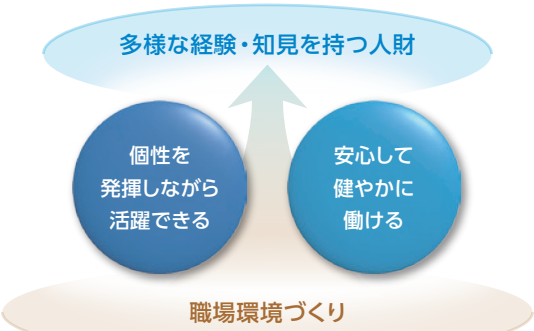 多様な経験・知見を持つ人財
個性を
発揮しながら
活躍できる
安心して
健やかに
働ける
職場環境づくり